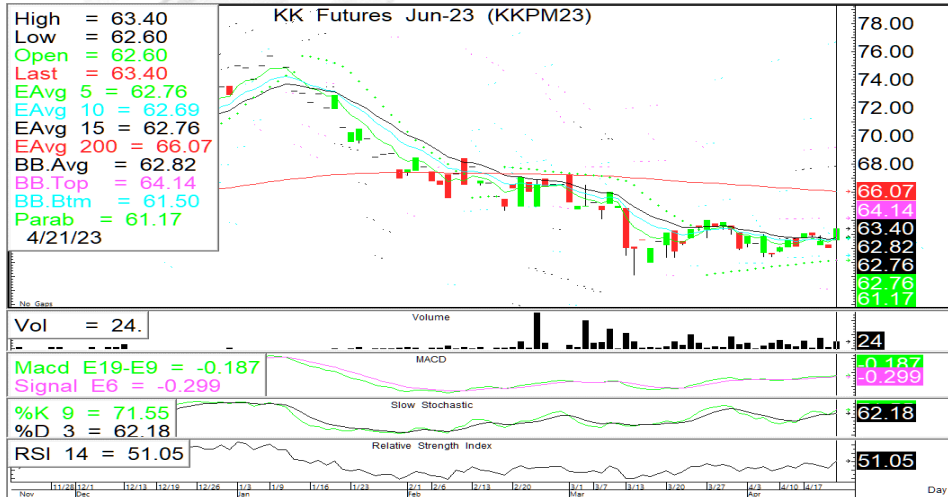 KK Futures Jun-23 (KKPM23)
High = 63.40
Low = 62.60
Open = 62.60
Last = 63.40
EAvg 5 = 62.76
EAvg 10 = 62.69
EAvg 15 = 62.76
EAvg 200 = 66.07
BB.Avg = 62.82
BB.Top = 64.14
BB.Btm = 61.50
Parab = 61.17
4/21/23
78.00
76.00
74.00
72.00
70.00
68.00
66.07
64.14
63.40
62.82
62.76
62.76
61.17
No Gaps
Vol = 24.
Volume
24
Macd E19-E9 = -0.187
Signal E6 = -0.299
MACD
-0.187
-0.299
%K 9 = 71.55
%D 3 = 62.18
Slow Stochastic
62.18
RSI 14 = 51.05
Relative Strength Index
51.05
11/28 12/1 12/13 12/19 12/26 1/3 1/9 1/16 1/23 2/1 2/6 2/13 2/20 3/1 3/7 3/13 3/20 3/27 4/3 4/10 4/17
Nov Dec Jan Feb Mar Apr Day